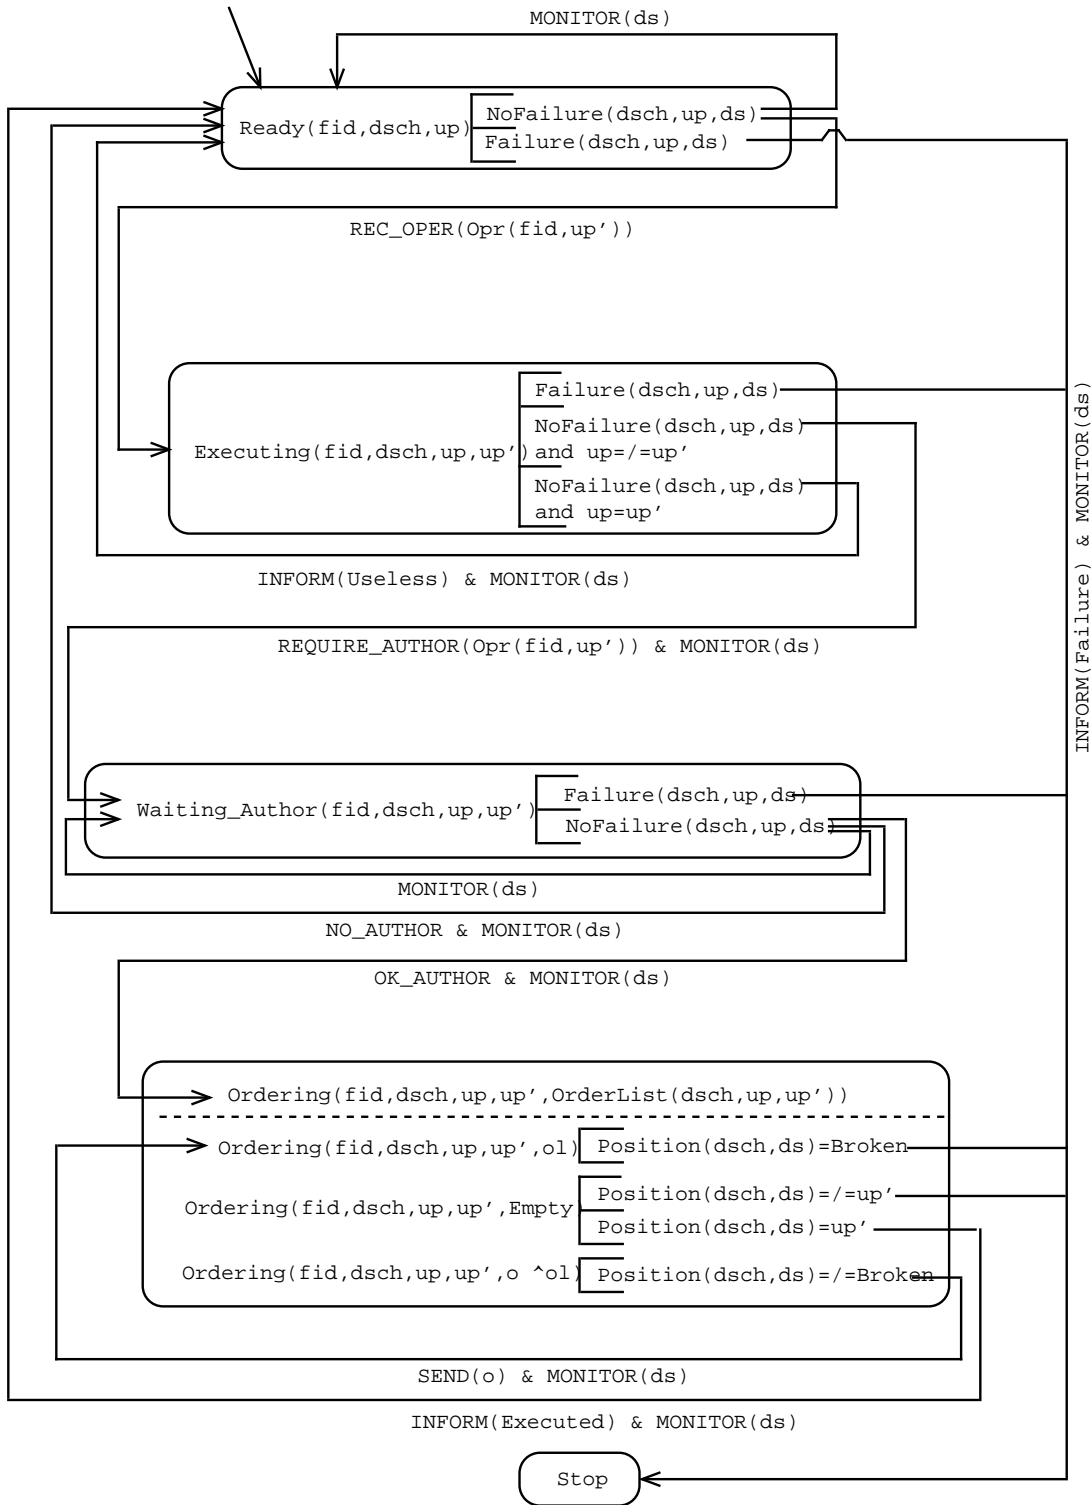 MONITOR(ds)
Ready(fid,dsch,up)
NoFailure(dsch,up,ds)
Failure(dsch,up,ds)
REC_OPER(Opr(fid,up’))
Executing(fid,dsch,up,up’)
Failure(dsch,up,ds)
NoFailure(dsch,up,ds)
and up=/=up’
NoFailure(dsch,up,ds)
and up=up’
INFORM(Useless) & MONITOR(ds)
REQUIRE_AUTHOR(Opr(fid,up’)) & MONITOR(ds)
INFORM(Failure) & MONITOR(ds)
Waiting_Author(fid,dsch,up,up’)
Failure(dsch,up,ds)
NoFailure(dsch,up,ds)
MONITOR(ds)
NO_AUTHOR & MONITOR(ds)
OK_AUTHOR & MONITOR(ds)
Ordering(fid,dsch,up,up’,OrderList(dsch,up,up’))
Ordering(fid,dsch,up,up’,ol)
Position(dsch,ds)=Broken
Ordering(fid,dsch,up,up’,Empty)
Position(dsch,ds)=/=up’
Position(dsch,ds)=up’
Ordering(fid,dsch,up,up’,o ^ol)
Position(dsch,ds)=/=Broken
SEND(o) & MONITOR(ds)
INFORM(Executed) & MONITOR(ds)
Stop